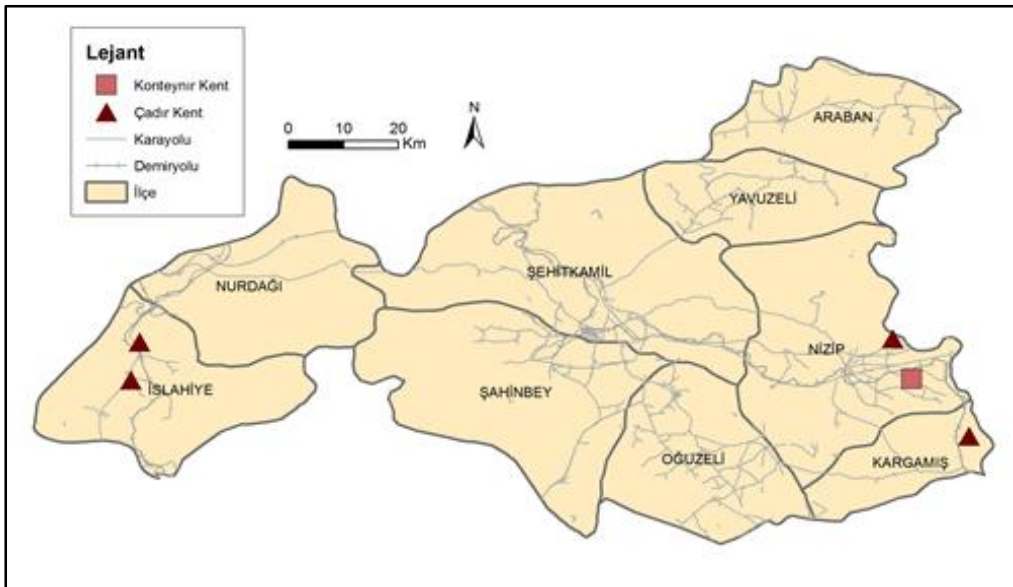 Lejant
Konteynır Kent
Çadır Kent
Karayolu
Demiryolu
İlçe
0 10 20
Km
N
ARABAN
YAVUZELİ
ŞEHİTKAMİL
NURDAĞI
NİZİP
İSLAHİYE
ŞAHİNBEY
OĞUZELİ
KARGAMIŞ